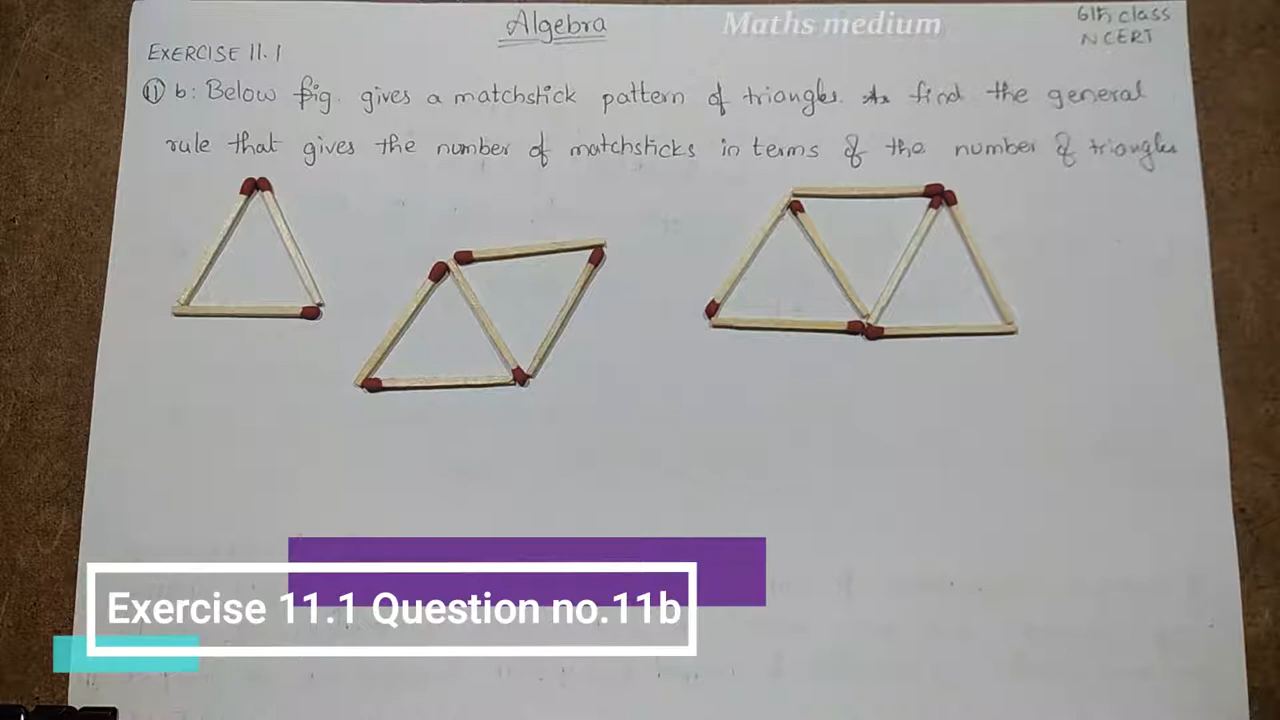 Algebra
Maths medium
6th class
NCERT
EXERCISE 11.1
11 b: Below fig. gives a matchstick pattern of triangles. find the general
rule that gives the number of matchsticks in terms of the number of triangles
Exercise 11.1 Question no.11b